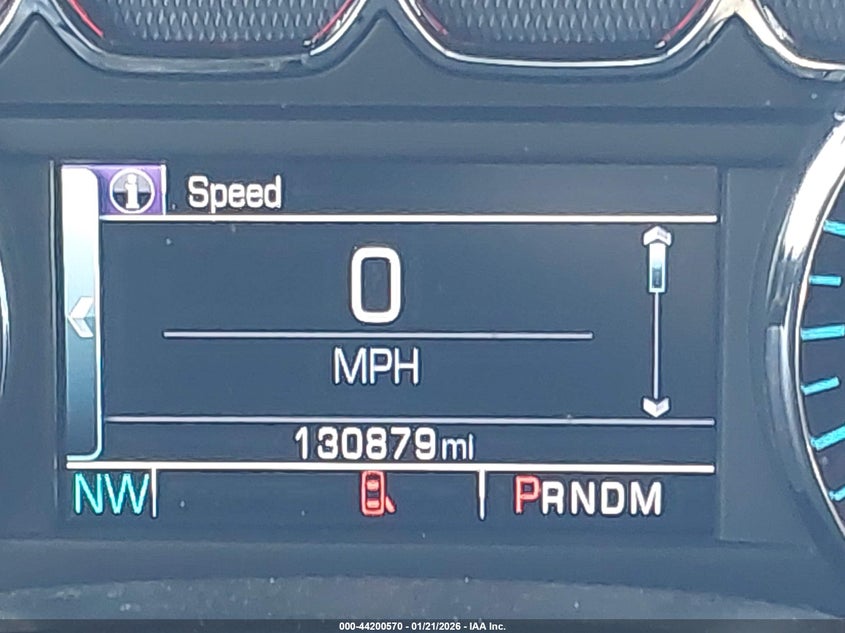 Speed
0
MPH
130879mi
NW PRNDM
000-44200570 - 01/21/2026 - IAA Inc.